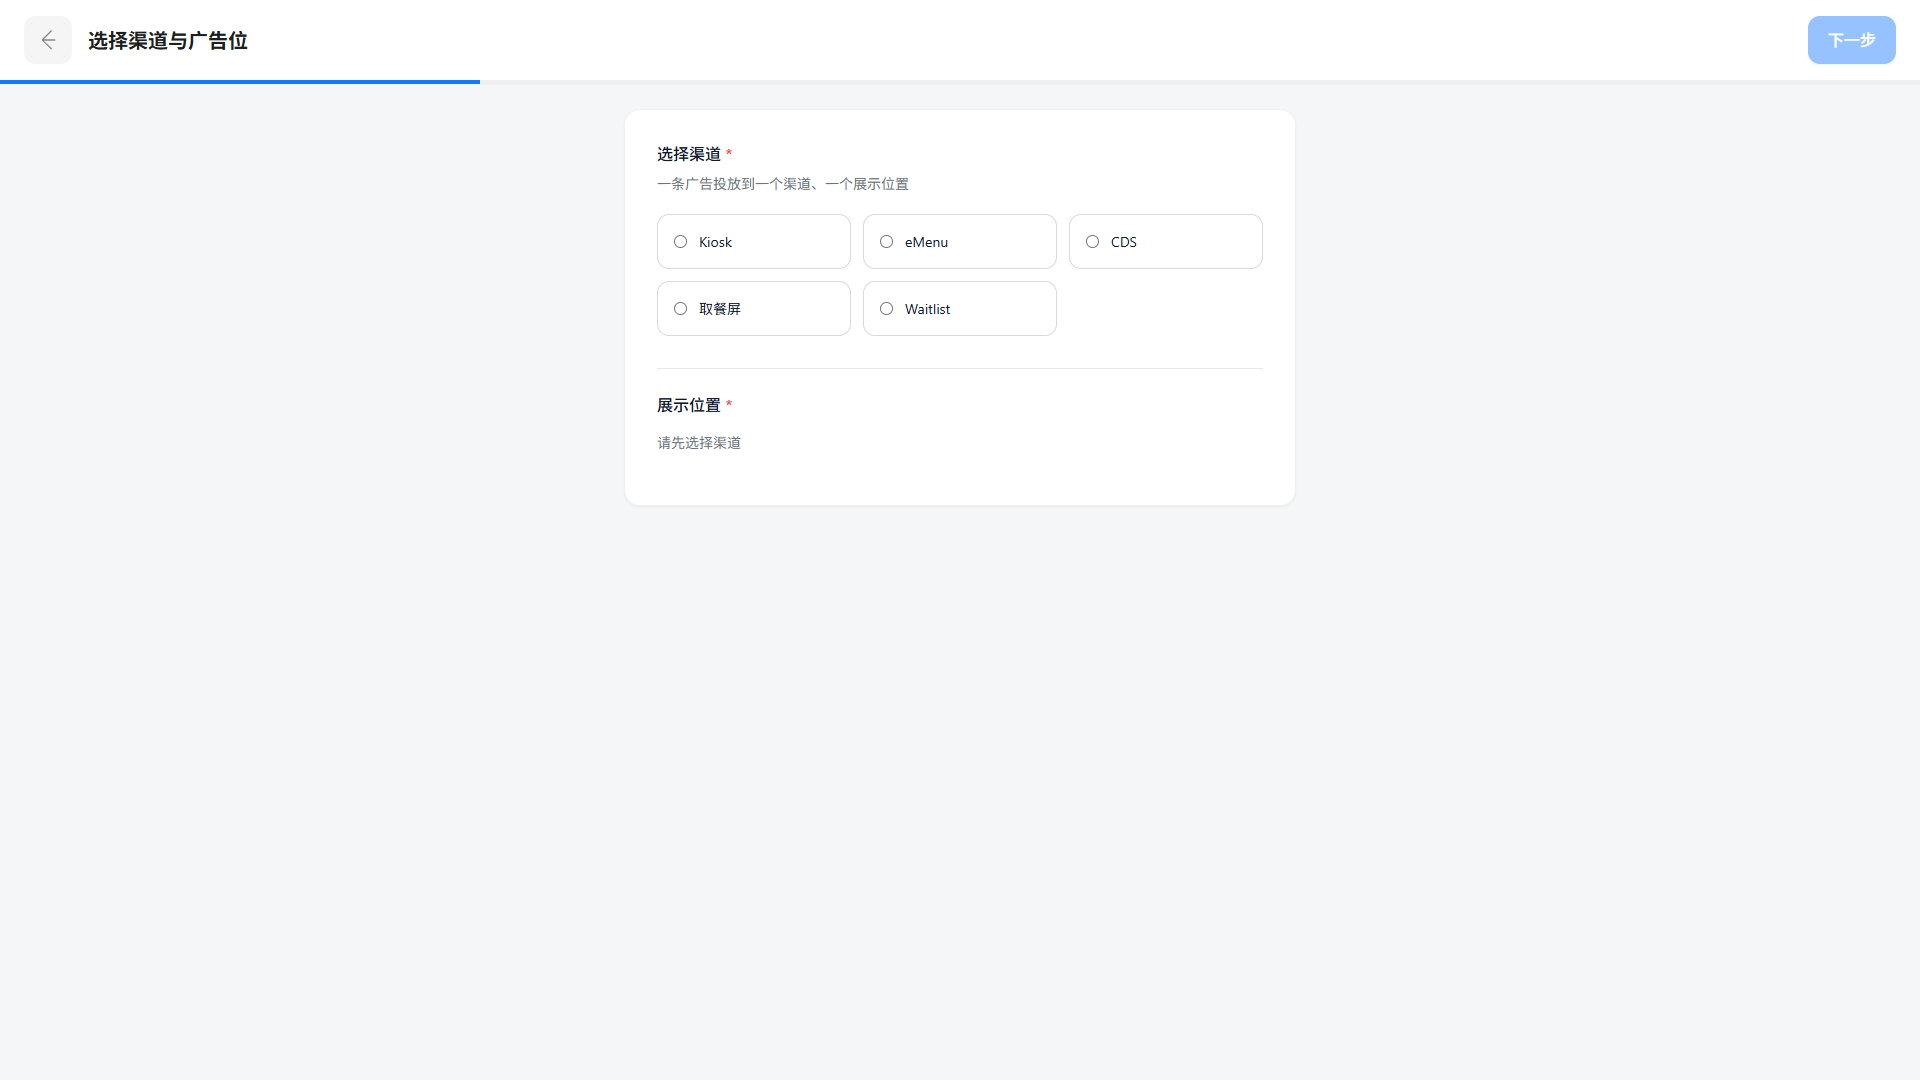 选择渠道与广告位
下一步
选择渠道 *
一条广告投放到一个渠道、一个展示位置
Kiosk
eMenu
CDS
取餐屏
Waitlist
展示位置 *
请先选择渠道